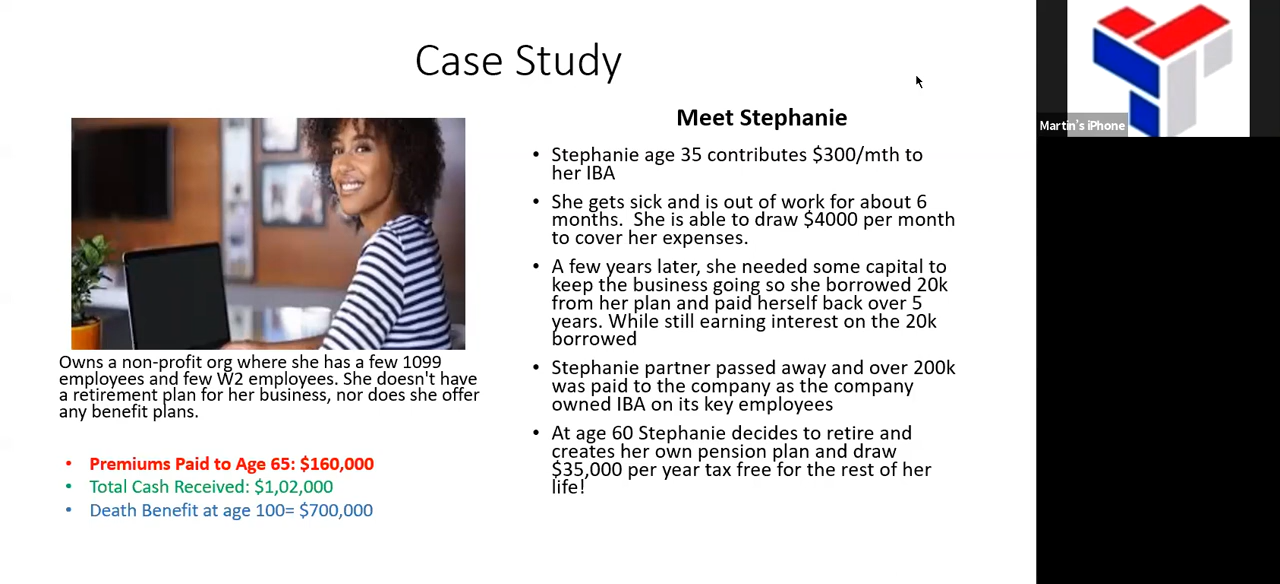 Case Study
Meet Stephanie
• Stephanie age 35 contributes $300/mth to
her IBA
• She gets sick and is out of work for about 6
months.  She is able to draw $4000 per month
to cover her expenses.
• A few years later, she needed some capital to
keep the business going so she borrowed 20k
from her plan and paid herself back over 5
years. While still earning interest on the 20k
borrowed
• Stephanie partner passed away and over 200k
was paid to the company as the company
owned IBA on its key employees
• At age 60 Stephanie decides to retire and
creates her own pension plan and draw
$35,000 per year tax free for the rest of her
life!
Owns a non-profit org where she has a few 1099
employees and few W2 employees. She doesn't have
a retirement plan for her business, nor does she offer
any benefit plans.
• Premiums Paid to Age 65: $160,000
• Total Cash Received: $1,02,000
• Death Benefit at age 100= $700,000
Martin's iPhone